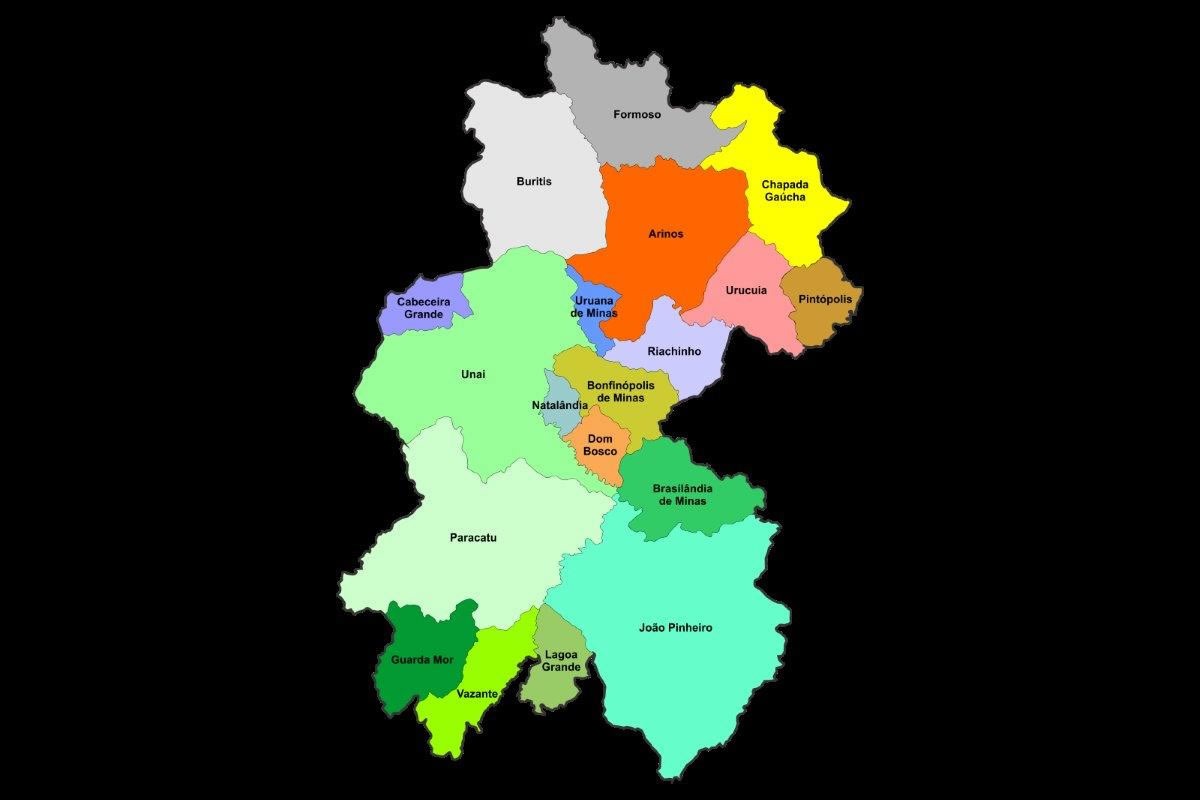 Formoso
Buritis
Chapada
Gaúcha
Arinos
Urucuia
Pintópolis
Cabeceira
Grande
Uruana
de Minas
Riachinho
Unai
Bonfinópolis
de Minas
Natalândia
Dom
Bosco
Brasilândia
de Minas
Paracatu
João Pinheiro
Guarda Mor
Lagoa
Grande
Vazante